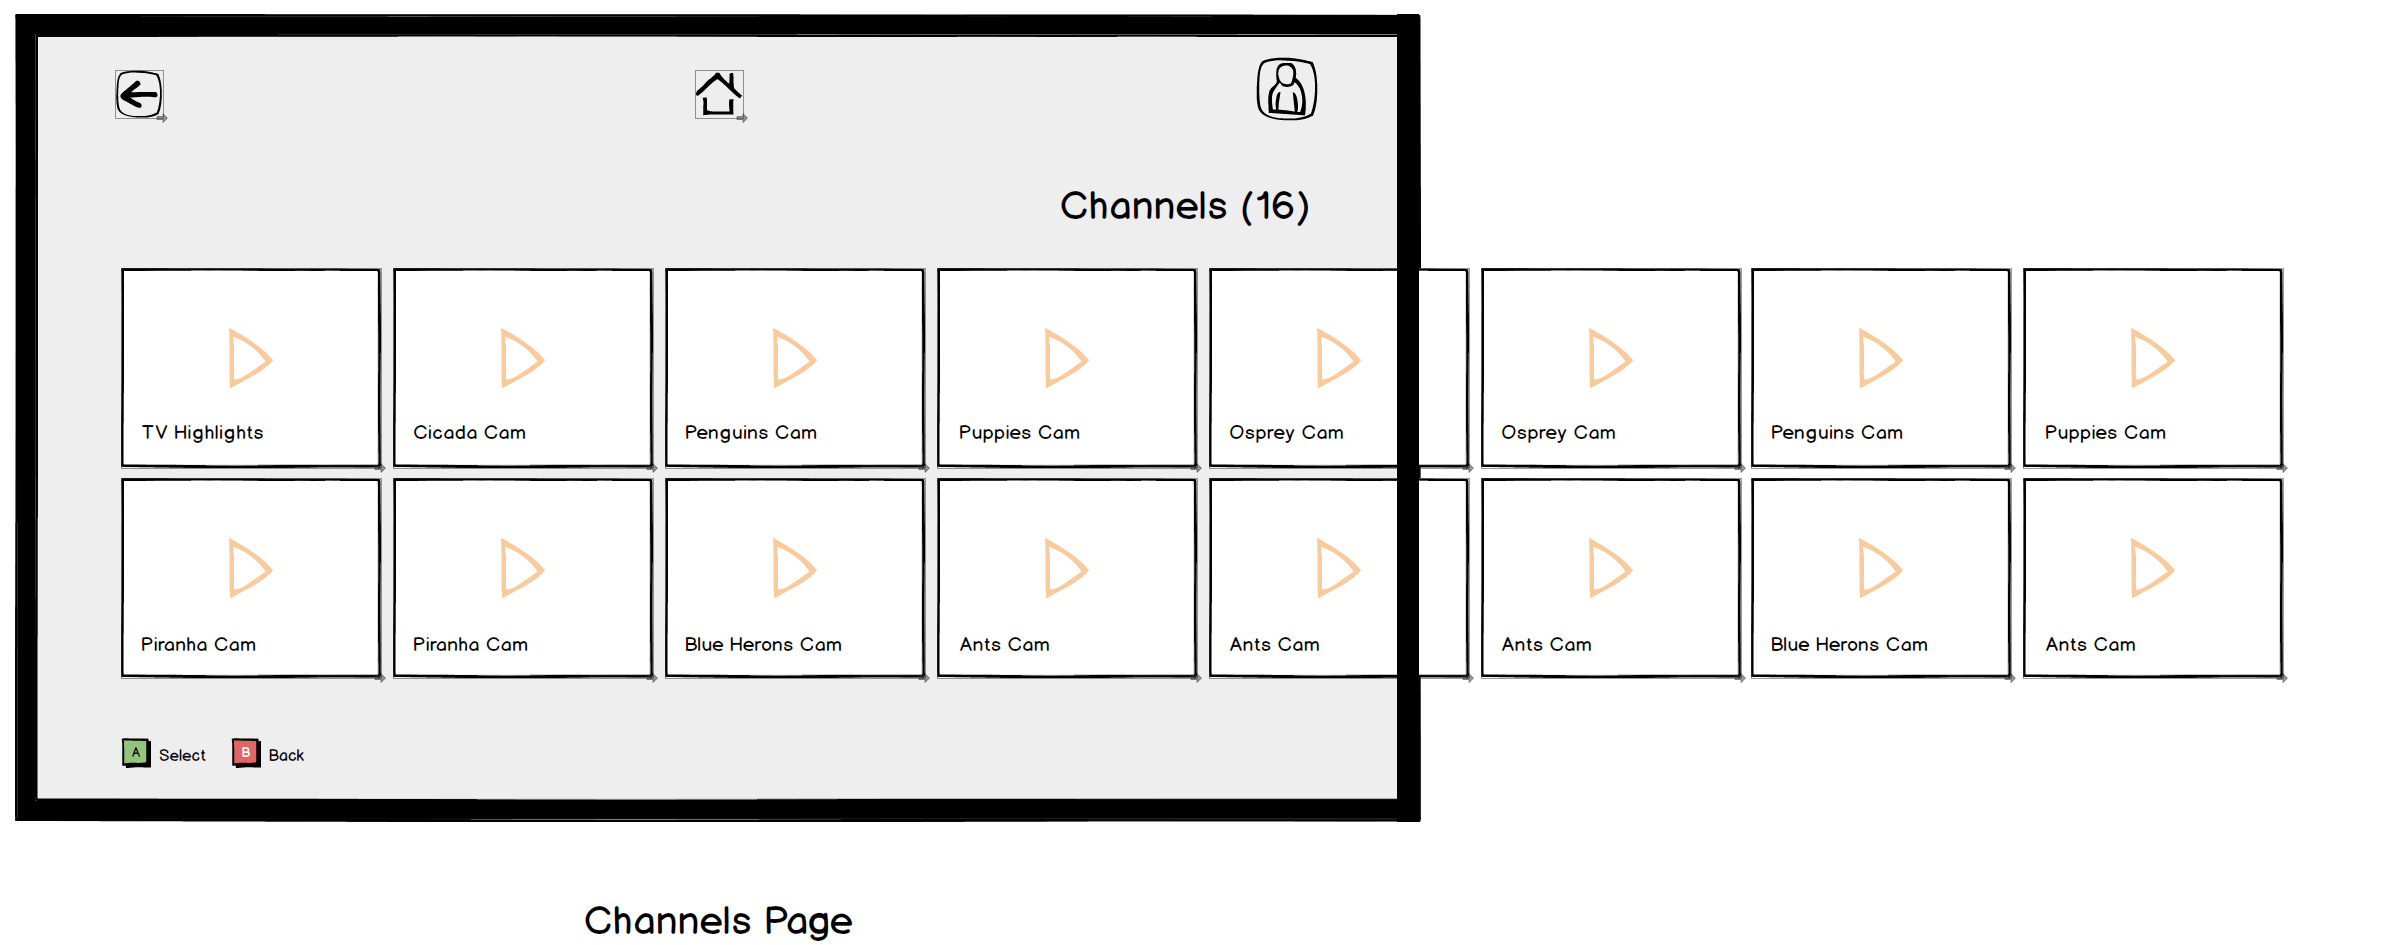 Channels (16)
TV Highlights
Cicada Cam
Penguins Cam
Puppies Cam
Osprey Cam
Osprey Cam
Penguins Cam
Puppies Cam
Piranha Cam
Piranha Cam
Blue Herons Cam
Ants Cam
Ants Cam
Ants Cam
Blue Herons Cam
Ants Cam
A Select B Back
Channels Page